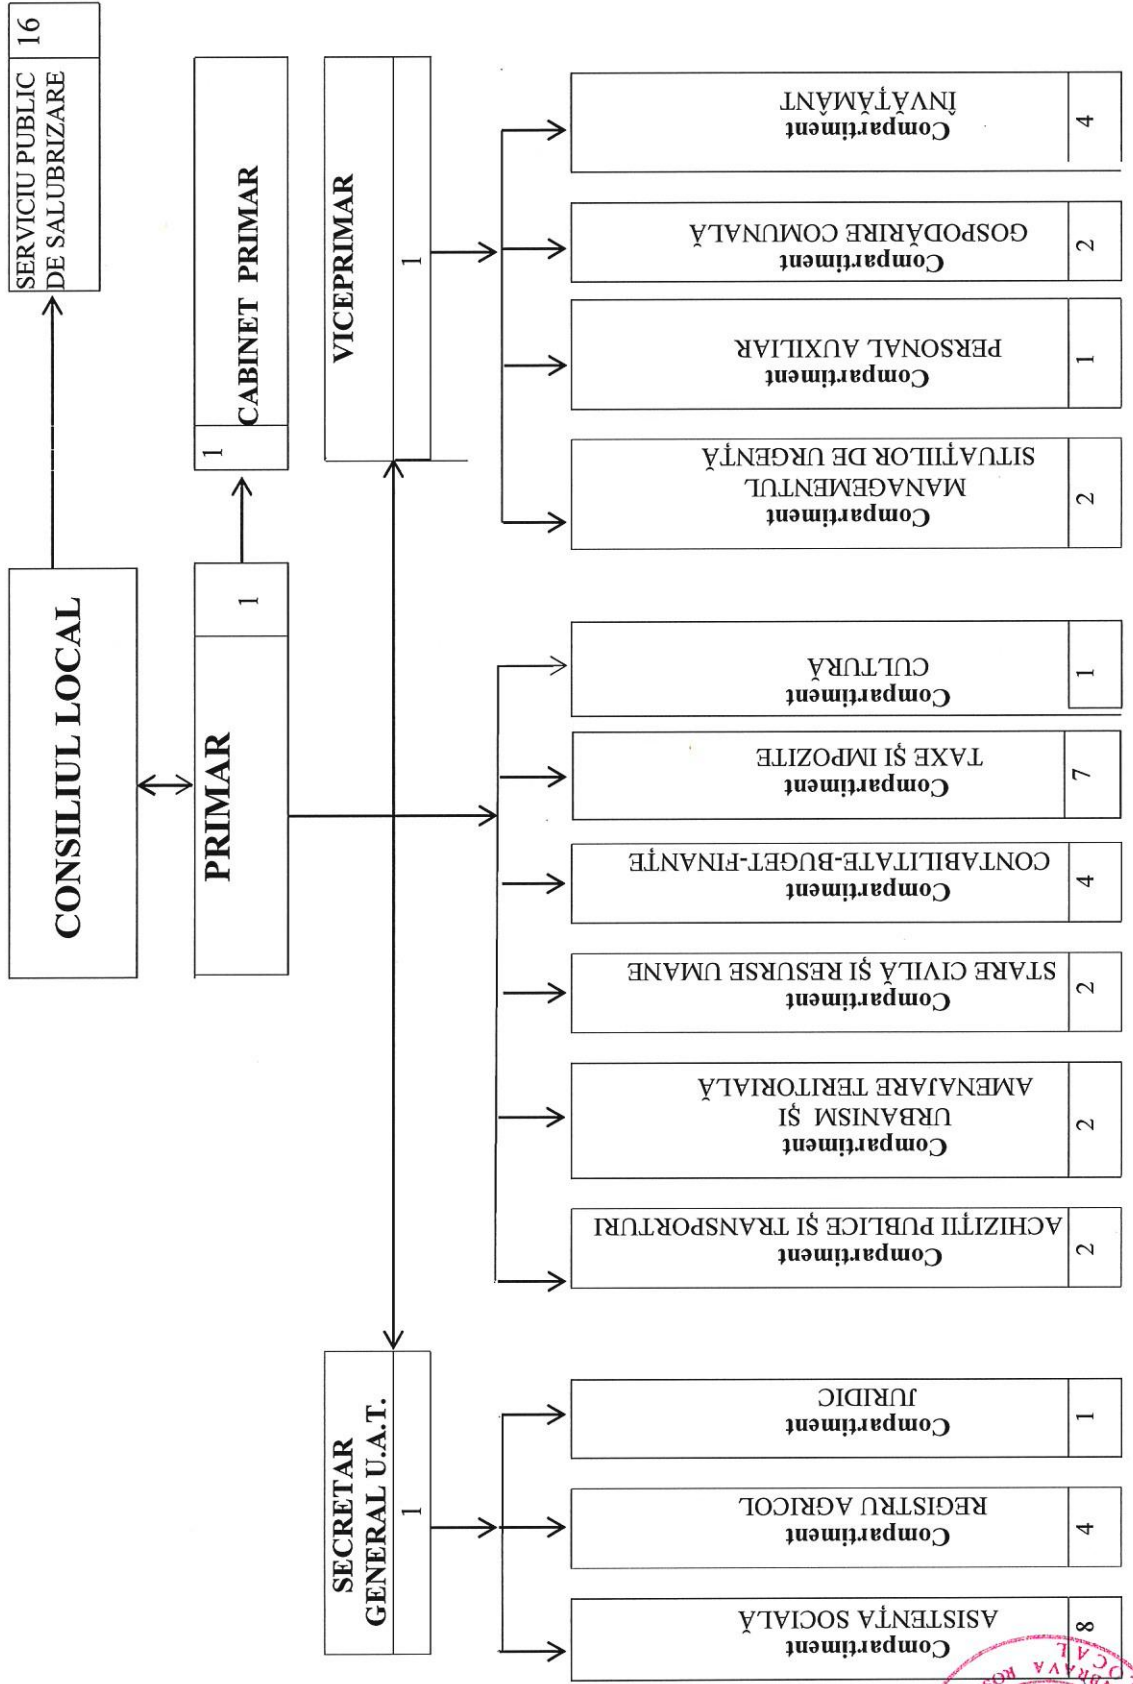 CONSILIUL LOCAL
SERVICIU PUBLIC
DE SALUBRIZARE
16
PRIMAR
1
1
CABINET PRIMAR
SECRETAR
GENERAL U.A.T.
1
VICEPRIMAR
1
Compartiment
ASISTENȚA SOCIALĂ
8
Compartiment
REGISTRU AGRICOL
4
Compartiment
JURIDIC
1
Compartiment
ACHIZIȚII PUBLICE ȘI TRANSPORTURI
2
Compartiment
URBANISM ȘI
AMENAJARE TERITORIALĂ
2
Compartiment
STARE CIVILĂ ȘI RESURSE UMANE
2
Compartiment
CONTABILITATE-BUGET-FINANȚE
4
Compartiment
TAXE ȘI IMPOZITE
7
Compartiment
CULTURĂ
1
Compartiment
MANAGEMENTUL
SITUAȚIILOR DE URGENȚĂ
2
Compartiment
PERSONAL AUXILIAR
1
Compartiment
GOSPODĂRIRE COMUNALĂ
2
Compartiment
ÎNVĂȚĂMÂNT
4